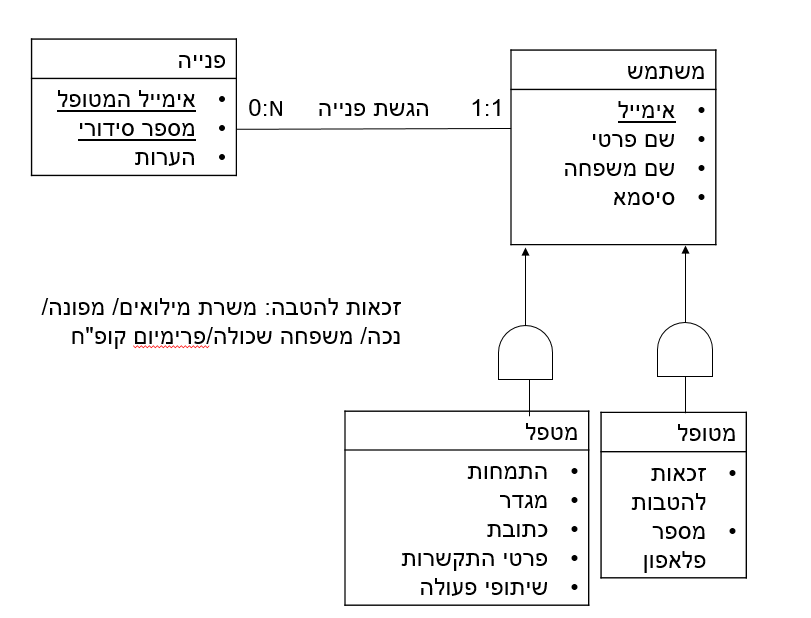 משתמש
• אימייל
• שם פרטי
• שם משפחה
• סיסמא
1:1
הגשת פנייה
0:N
פנייה
• אימייל המטופל
• מספר סידורי
• הערות
זכאות להטבה: משרת מילואים/ מפונה/
נכה/ משפחה שכולה/פרימיום קופ"ח
מטופל
• זכאות
להטבות
• מספר
פלאפון
מטפל
• התמחות
• מגדר
• כתובת
• פרטי התקשרות
• שיתופי פעולה